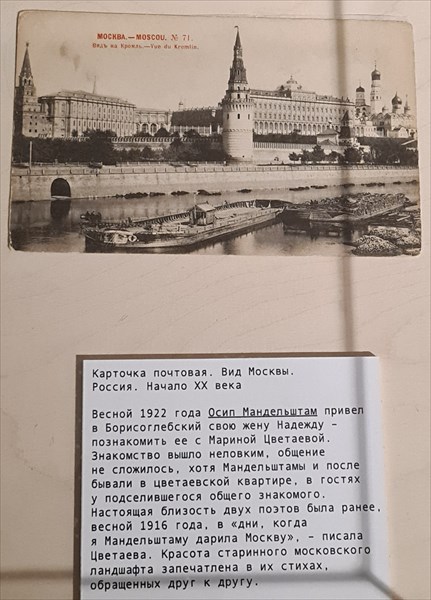 МОСКВА.—MOSCOU. № 71.
Видъ на Кремль.—Vue du Kremlin.
Карточка почтовая. Вид Москвы.
Россия. Начало XX века
Весной 1922 года Осип Мандельштам привел
в Борисоглебский свою жену Надежду –
познакомить ее с Мариной Цветаевой.
Знакомство вышло неловким, общение
не сложилось, хотя Мандельштамы и после
бывали в цветаевской квартире, в гостях
у подселившегося общего знакомого.
Настоящая близость двух поэтов была ранее,
весной 1916 года, в «дни, когда
я Мандельштаму дарила Москву», – писала
Цветаева. Красота старинного московского
ландшафта запечатлена в их стихах,
обращенных друг к другу.